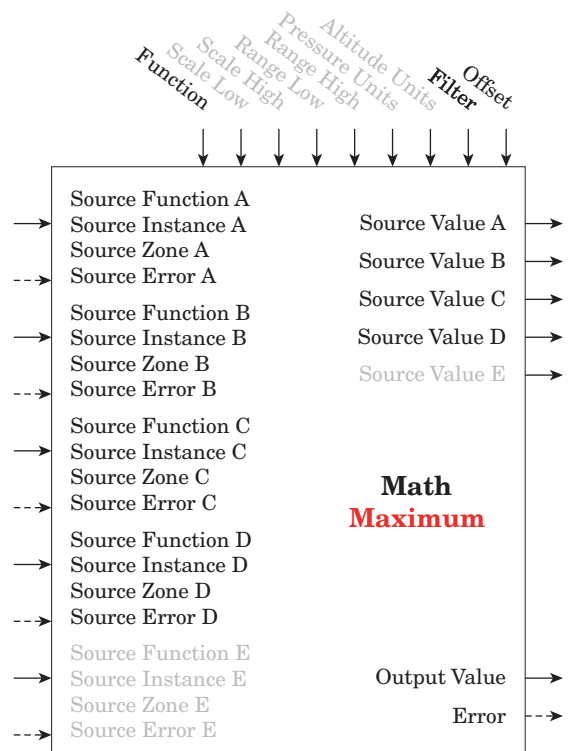 Function
Scale Low
Scale High
Range Low
Range High
Pressure Units
Altitude Units
Filter
Offset
Source Function A
Source Instance A
Source Zone A
Source Error A
Source Function B
Source Instance B
Source Zone B
Source Error B
Source Function C
Source Instance C
Source Zone C
Source Error C
Source Function D
Source Instance D
Source Zone D
Source Error D
Source Function E
Source Instance E
Source Zone E
Source Error E
Source Value A
Source Value B
Source Value C
Source Value D
Source Value E
Math
Maximum
Output Value
Error